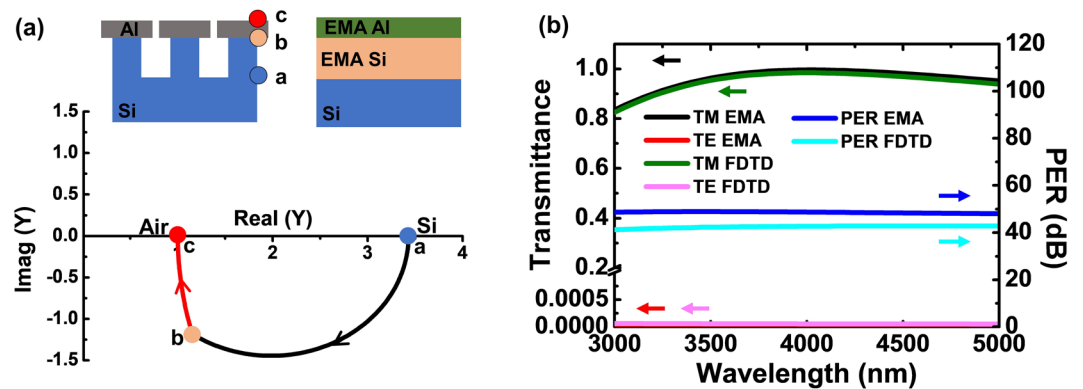 (a)
Al
Si
c
b
a
EMA Al
EMA Si
Si
Imag (Y)
1.5
1.0
0.5
0.0
-0.5
-1.0
-1.5
Real (Y)
1
2
3
4
Air
c
Si
a
b
(b)
Transmittance
1.0
0.8
0.6
0.4
0.2
0.0005
0.0000
TM EMA
TE EMA
TM FDTD
TE FDTD
PER EMA
PER FDTD
120
100
80
60
40
20
0
PER (dB)
3000
3500
4000
4500
5000
Wavelength (nm)